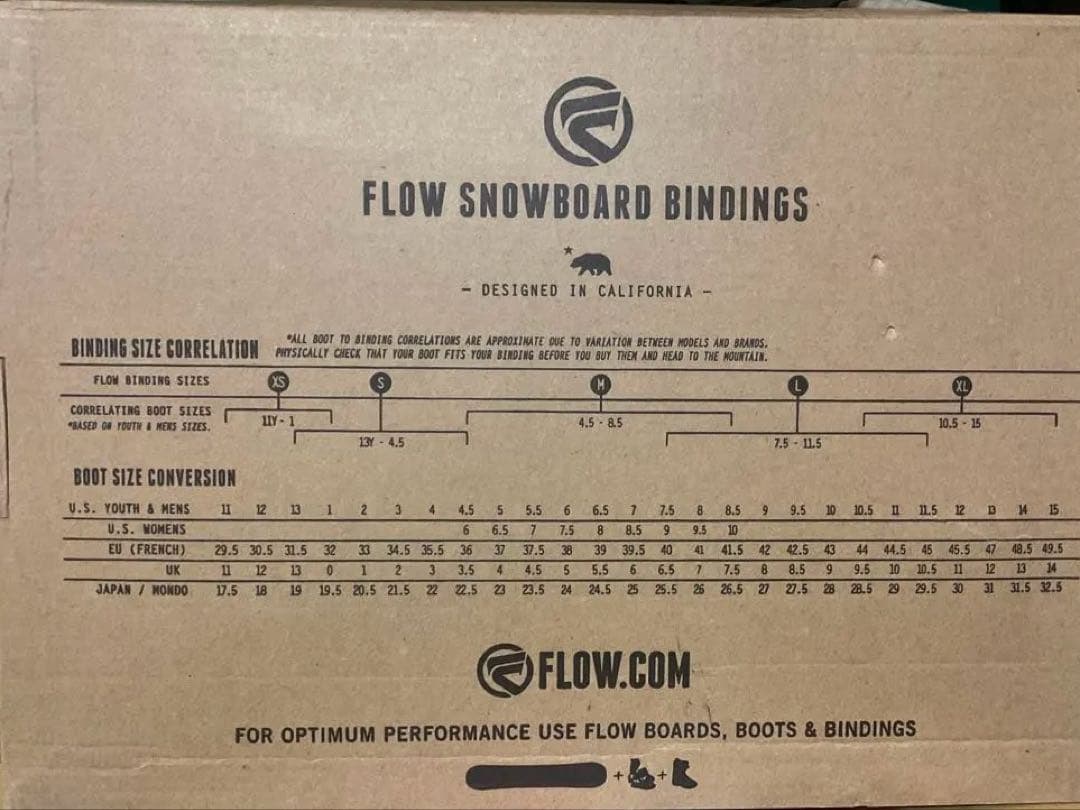 FLOW SNOWBOARD BINDINGS
- DESIGNED IN CALIFORNIA -
BINDING SIZE CORRELATION
*ALL BOOT TO BINDING CORRELATIONS ARE APPROXIMATE DUE TO VARIATION BETWEEN MODELS AND BRANDS.
PHYSICALLY CHECK THAT YOUR BOOT FITS YOUR BINDING BEFORE YOU BUY THEM AND HEAD TO THE MOUNTAIN.
FLOW BINDING SIZES XS S M L XL
CORRELATING BOOT SIZES
*BASED ON YOUTH & MENS SIZES.
11Y - 1 4.5 - 8.5 10.5 - 15
13Y - 4.5 7.5 - 11.5
BOOT SIZE CONVERSION
U.S. YOUTH & MENS 11 12 13 1 2 3 4 4.5 5 5.5 6 6.5 7 7.5 8 8.5 9 9.5 10 10.5 11 11.5 12 13 14 15
U.S. WOMENS 6 6.5 7 7.5 8 8.5 9 9.5 10
EU (FRENCH) 29.5 30.5 31.5 32 33 34.5 35.5 36 37 37.5 38 39 39.5 40 41 41.5 42 42.5 43 44 44.5 45 45.5 47 48.5 49.5
UK 11 12 13 0 1 2 3 3.5 4 4.5 5 5.5 6 6.5 7 7.5 8 8.5 9 9.5 10 10.5 11 12 13 14
JAPAN / MONDO 17.5 18 19 19.5 20.5 21.5 22 22.5 23 23.5 24 24.5 25 25.5 26 26.5 27 27.5 28 28.5 29 29.5 30 31 31.5 32.5
FLOW.COM
FOR OPTIMUM PERFORMANCE USE FLOW BOARDS, BOOTS & BINDINGS
+ +